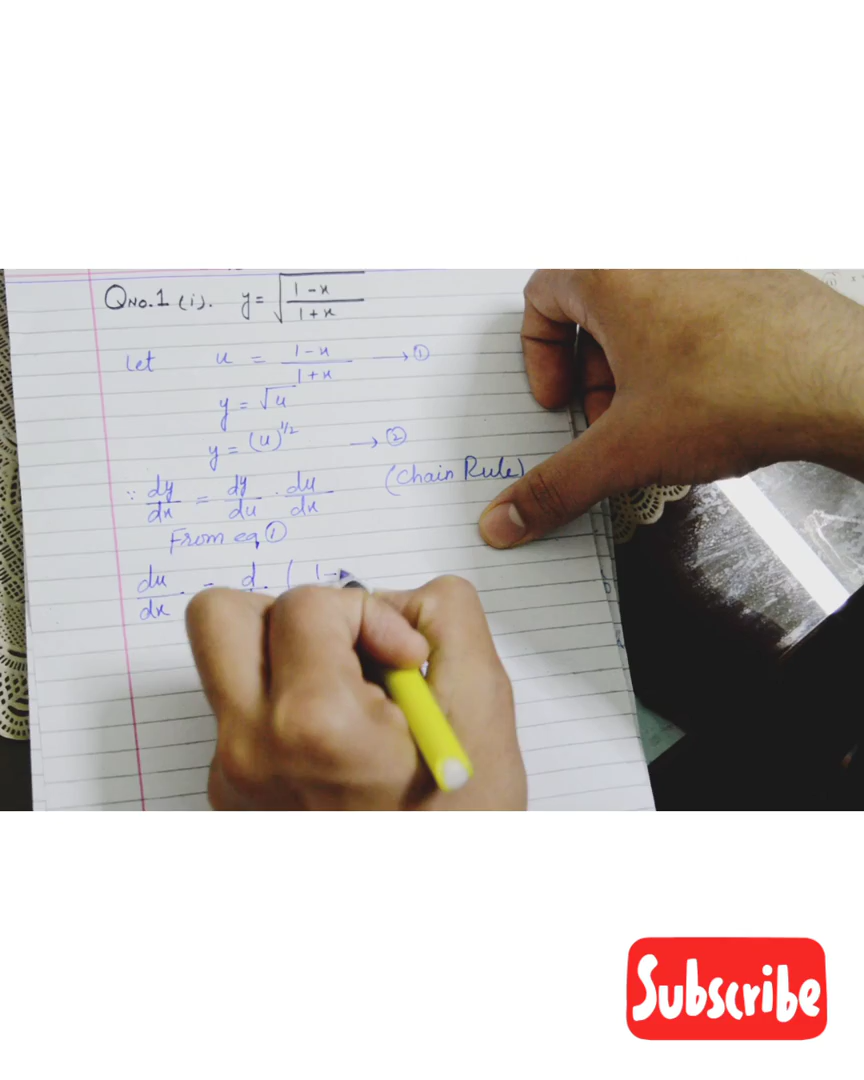 QNo.1 (i). y = √(1-x / 1+x)
Let u = 1-x / 1+x → ①
y = √u
y = (u)^1/2 → ②
∵ dy/dx = dy/du · du/dx (Chain Rule)
From eq ①
du/dx = d (1-
Subscribe